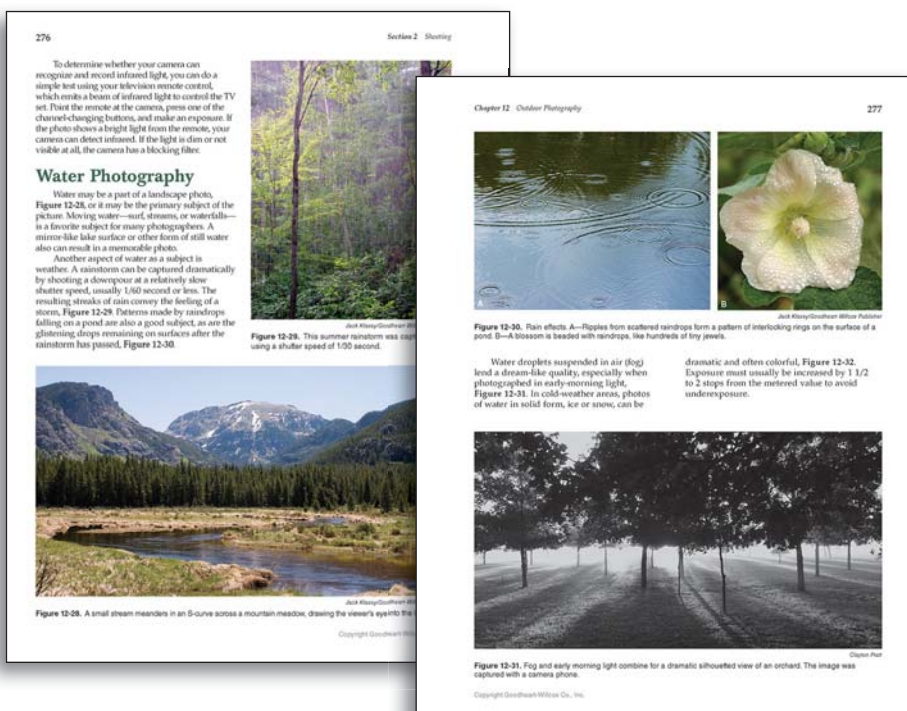 276
Section 2 Shooting
To determine whether your camera can
recognize and record infrared light, you can do a
simple test using your television remote control,
which emits a beam of infrared light to control the TV
set. Point the remote at the camera, press one of the
channel-changing buttons, and make an exposure. If
the photo shows a bright light from the remote, your
camera can detect infrared. If the light is dim or not
visible at all, the camera has a blocking filter.
Water Photography
Water may be a part of a landscape photo,
Figure 12-28, or it may be the primary subject of the
picture. Moving water—surf, streams, or waterfalls—
is a favorite subject for many photographers. A
mirror-like lake surface or other form of still water
also can result in a memorable photo.
Another aspect of water as a subject is
weather. A rainstorm can be captured dramatically
by shooting a downpour at a relatively slow
shutter speed, usually 1/60 second or less. The
resulting streaks of rain convey the feeling of a
storm, Figure 12-29. Patterns made by raindrops
falling on a pond are also a good subject, as are the
glistening drops remaining on surfaces after the
rainstorm has passed, Figure 12-30.
Jack Klasey/Goodheart-Wil
Figure 12-29. This summer rainstorm was
using a shutter speed of 1/30 second.
Jack Klasey/Goodheart-Wil
Figure 12-28. A small stream meanders in an S-curve across a mountain meadow, drawing the viewer's eye into the
Copyright Goodheart-Wil
Chapter 12 Outdoor Photography
277
A
B
Jack Klasey/Goodheart-Willcox Publisher
Figure 12-30. Rain effects. A—Ripples from scattered raindrops form a pattern of interlocking rings on the surface of a
pond. B—A blossom is beaded with raindrops, like hundreds of tiny jewels.
Water droplets suspended in air (fog)
lend a dream-like quality, especially when
photographed in early-morning light,
Figure 12-31. In cold-weather areas, photos
of water in solid form, ice or snow, can be
dramatic and often colorful, Figure 12-32.
Exposure must usually be increased by 1 1/2
to 2 stops from the metered value to avoid
underexposure.
Clayton Platt
Figure 12-31. Fog and early morning light combine for a dramatic silhouetted view of an orchard. The image was
captured with a camera phone.
Copyright Goodheart-Willcox Co., Inc.